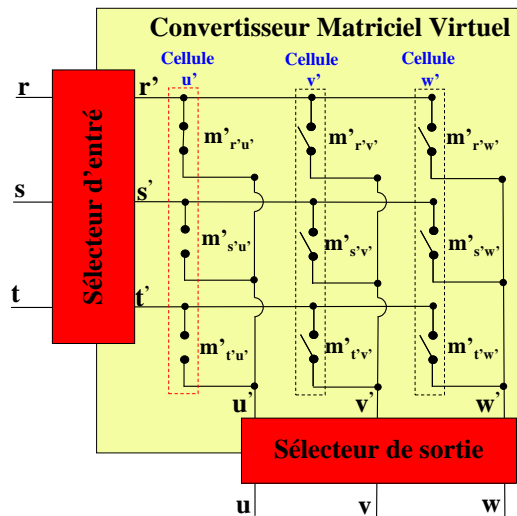 Convertisseur Matriciel Virtuel
Cellule u'
Cellule v'
Cellule w'
r
r'
m'r'u'
m'r'v'
m'r'w'
Sélecteur d'entré
s
s'
m's'u'
m's'v'
m's'w'
t
t'
m't'u'
m't'v'
m't'w'
u'
v'
w'
Sélecteur de sortie
u
v
w